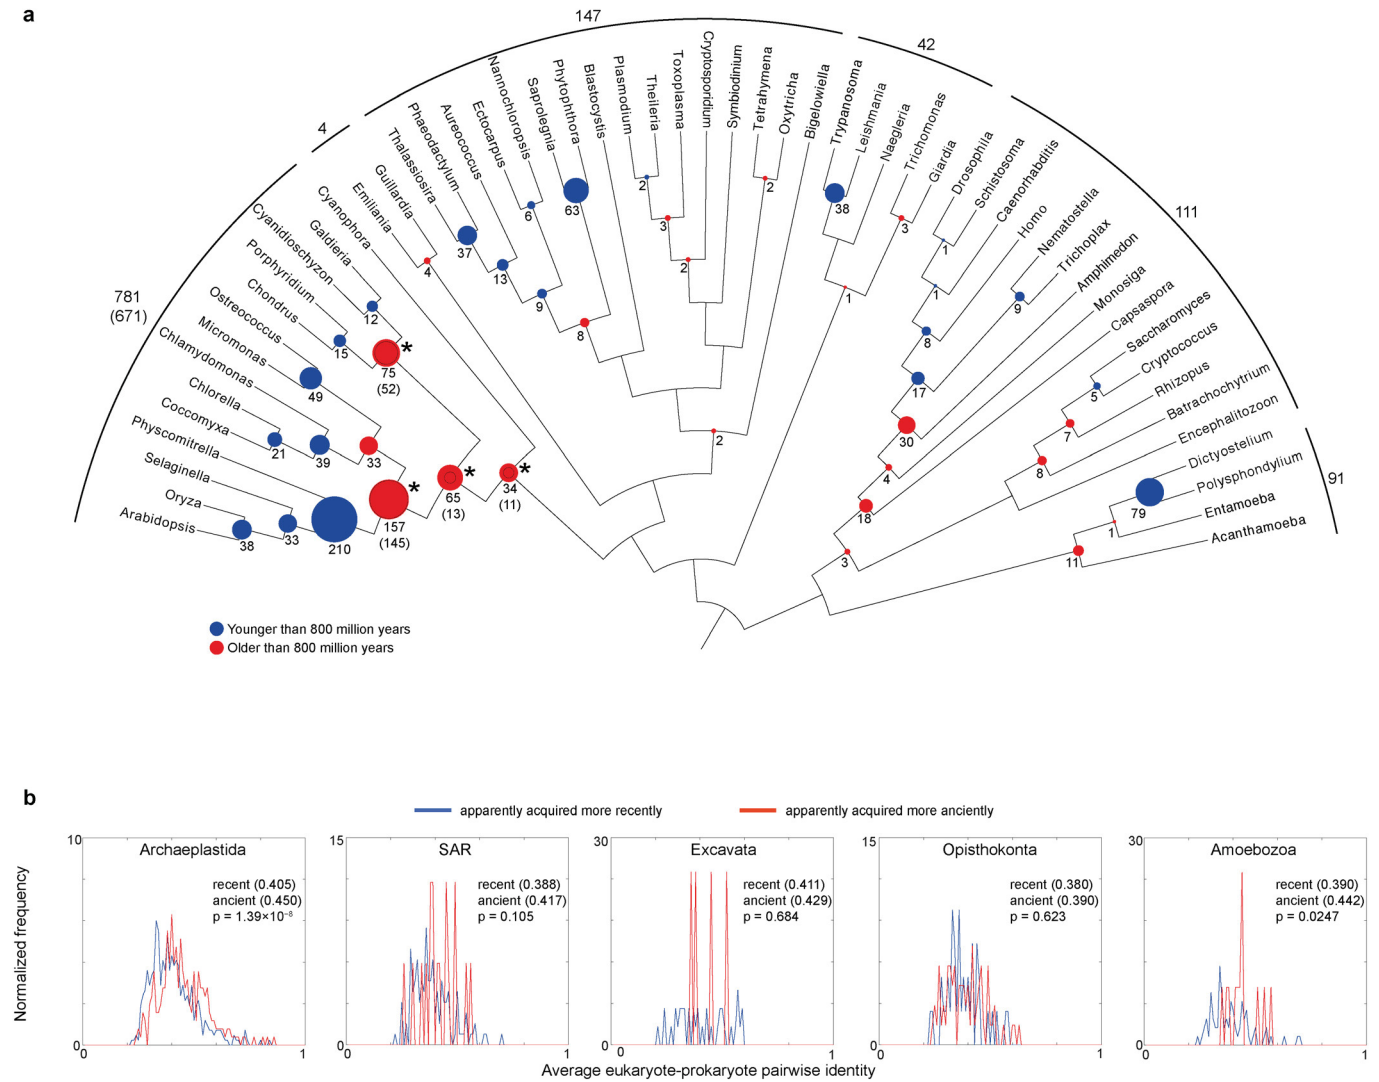 a
147
42
4
111
781
(671)
91
Arabidopsis
Oryza
Selaginella
Physcomitrella
Coccomyxa
Chlorella
Chlamydomonas
Micromonas
Ostreococcus
Chondrus
Porphyridium
Cyanidioschyzon
Galdieria
Cyanophora
Emiliania
Guillardia
Thalassiosira
Phaeodactylum
Aureococcus
Ectocarpus
Nannochloropsis
Saprolegnia
Phytophthora
Blastocystis
Plasmodium
Theileria
Toxoplasma
Cryptosporidium
Symbiodinium
Tetrahymena
Oxytricha
Bigelowiella
Trypanosoma
Leishmania
Naegleria
Trichomonas
Giardia
Drosophila
Schistosoma
Caenorhabditis
Homo
Nematostella
Trichoplax
Amphimedon
Monosiga
Capsaspora
Saccharomyces
Cryptococcus
Rhizopus
Batrachochytrium
Encephalitozoon
Dictyostelium
Polysphondylium
Entamoeba
Acanthamoeba
38
33
210
21
39
33
49
157
(145)
*
15
12
75
(52)
*
65
(13)
*
34
(11)
*
4
37
13
6
9
63
8
2
3
2
2
2
38
3
1
1
1
8
17
9
30
4
18
3
5
7
8
79
1
11
Younger than 800 million years
Older than 800 million years
b
apparently acquired more recently
apparently acquired more anciently
Normalized frequency
10
Archaeplastida
recent (0.405)
ancient (0.450)
p = 1.39×10⁻⁸
0
0
1
15
SAR
recent (0.388)
ancient (0.417)
p = 0.105
0
0
1
30
Excavata
recent (0.411)
ancient (0.429)
p = 0.684
0
0
1
15
Opisthokonta
recent (0.380)
ancient (0.390)
p = 0.623
0
0
1
30
Amoebozoa
recent (0.390)
ancient (0.442)
p = 0.0247
0
0
1
Average eukaryote-prokaryote pairwise identity